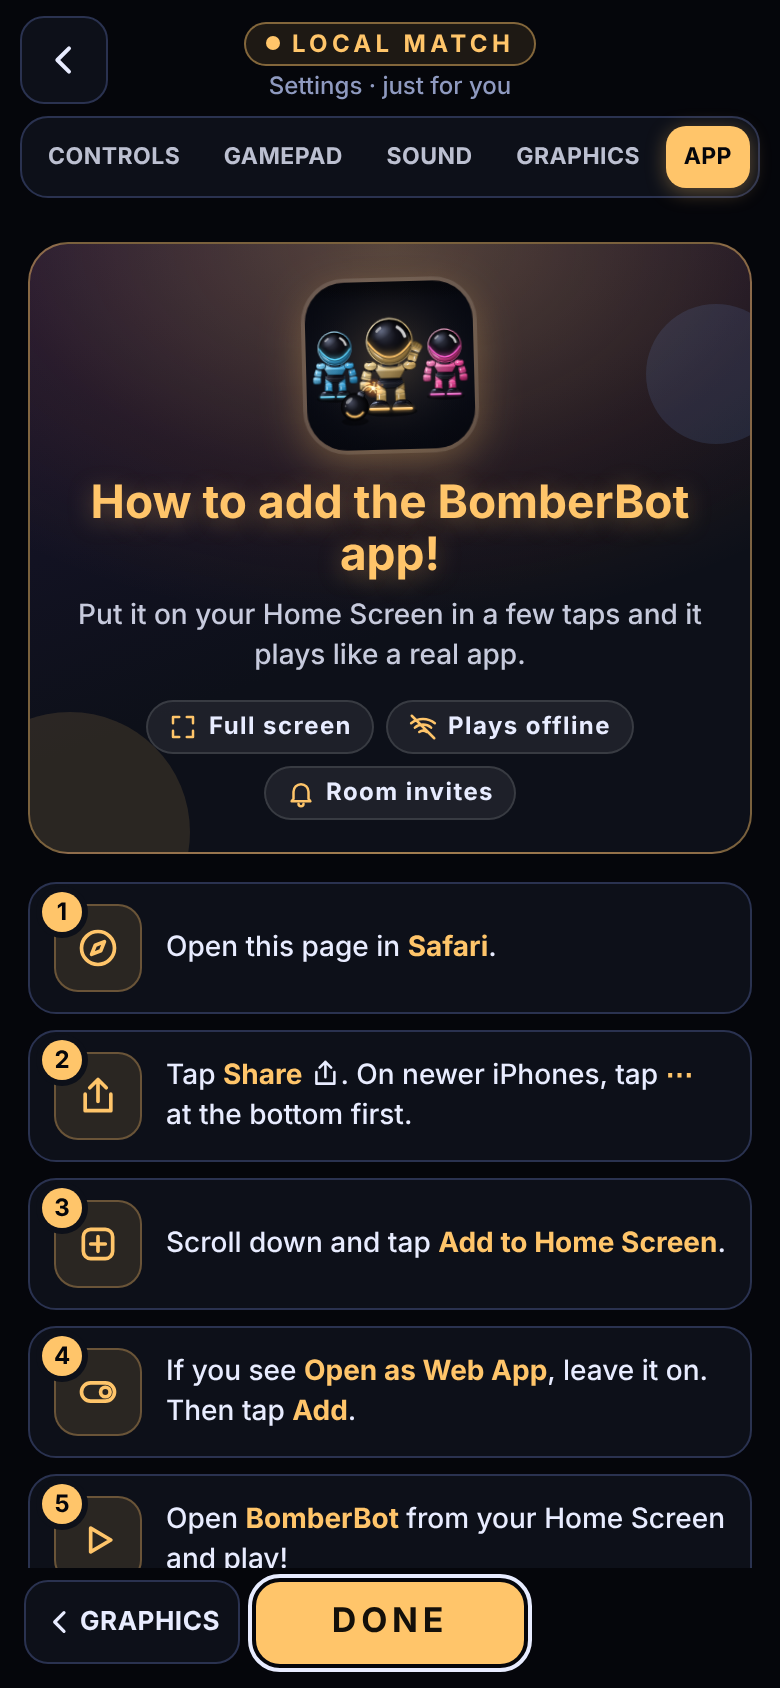 LOCAL MATCH
Settings · just for you
CONTROLS GAMEPAD SOUND GRAPHICS APP
How to add the BomberBot
app!
Put it on your Home Screen in a few taps and it
plays like a real app.
Full screen Plays offline
Room invites
1
Open this page in Safari.
2
Tap Share . On newer iPhones, tap ···
at the bottom first.
3
Scroll down and tap Add to Home Screen.
4
If you see Open as Web App, leave it on.
Then tap Add.
5
Open BomberBot from your Home Screen
and play!
GRAPHICS DONE